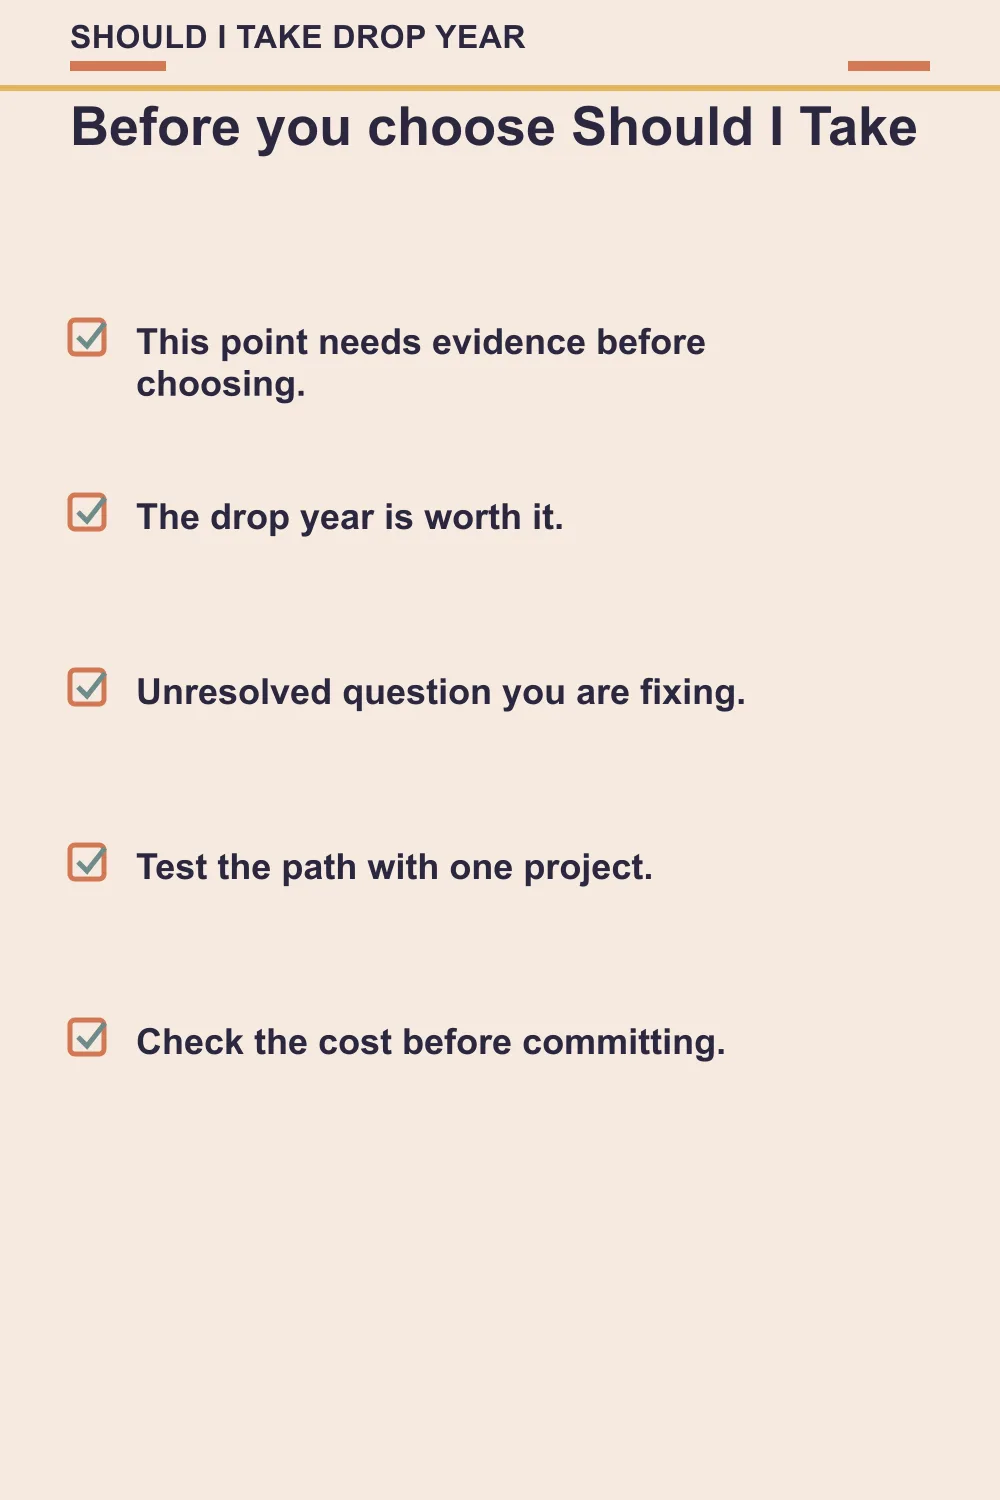 SHOULD I TAKE DROP YEAR
Before you choose Should I Take
This point needs evidence before
choosing.
The drop year is worth it.
Unresolved question you are fixing.
Test the path with one project.
Check the cost before committing.